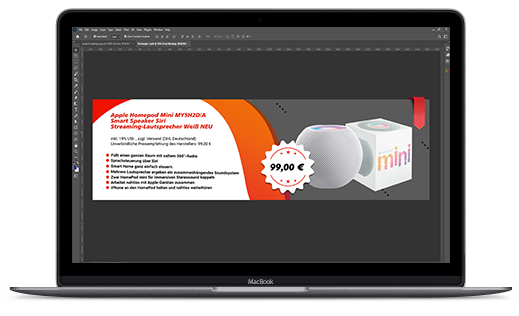 Apple Homepod Mini MY5H2D/A
Smart Speaker Siri
Streaming-Lautsprecher Weiß NEU
inkl. 19% USt., zzgl. Versand (DHL Deutschland)
Unverbindliche Preisempfehlung des Herstellers: 99,00 €
Füllt einen ganzen Raum mit sattem 360°-Audio
Sprachsteuerung über Siri
Smart Home ganz einfach steuern
Mehrere Lautsprecher ergeben ein zusammenhängendes Soundsystem
Zwei HomePod mini für immersiven Stereosound koppeln
Arbeitet nahtlos mit Apple-Geräten zusammen
iPhone an den HomePod halten und nahtlos weiterhören
99,00 €
mini
MacBook